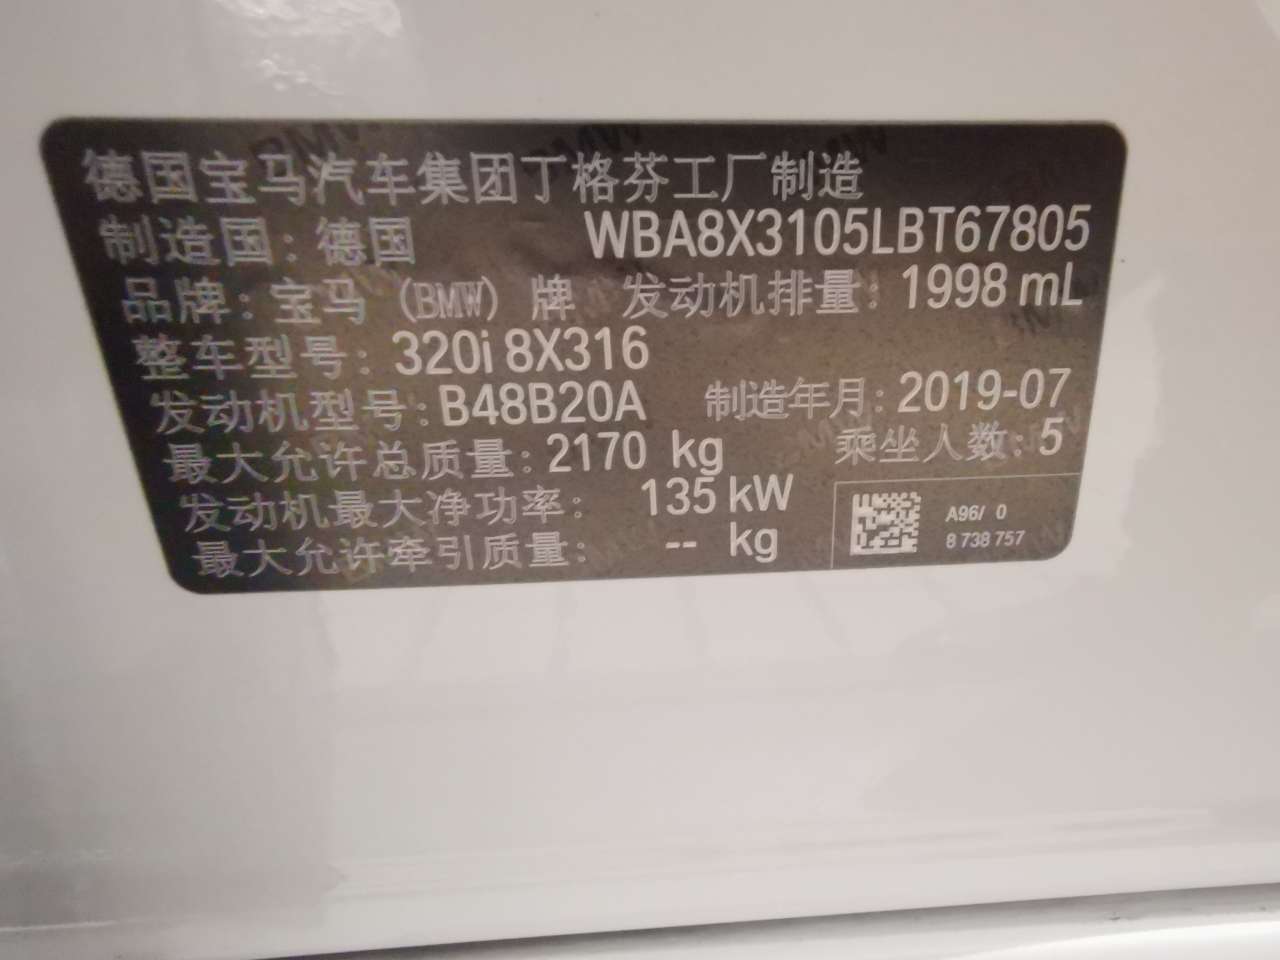 德国宝马汽车集团丁格芬工厂制造
制造国：德国 WBA8X3105LBT67805
品牌：宝马 (BMW) 牌 发动机排量：1998 mL
整车型号：320i 8X316
发动机型号：B48B20A 制造年月：2019-07
最大允许总质量：2170 kg 乘坐人数：5
发动机最大净功率： 135 kW
最大允许牵引质量： -- kg
A96/ 0
8 738 757